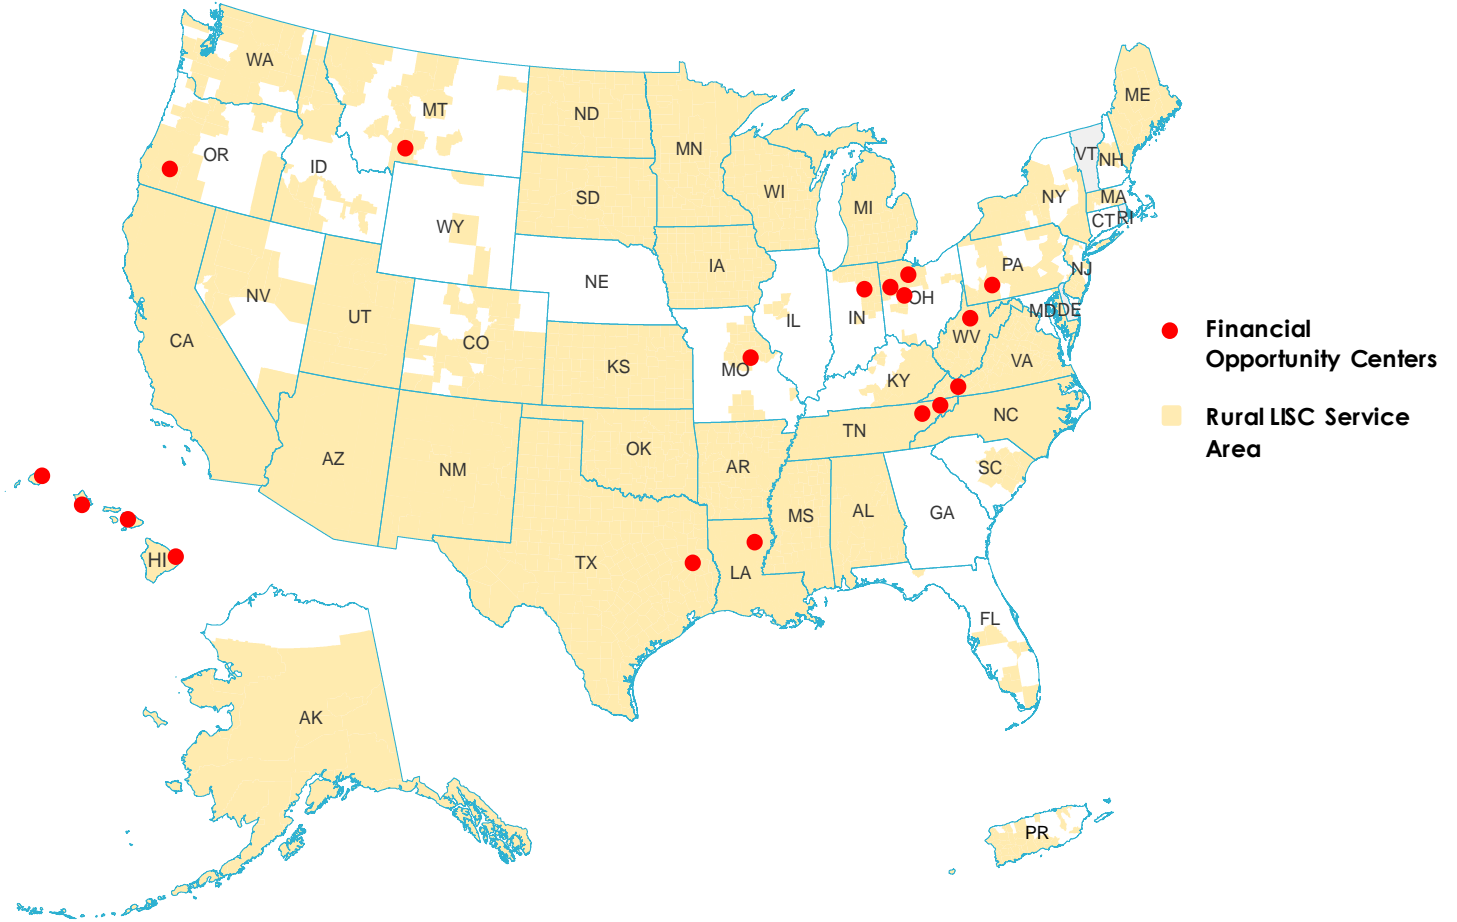 WA
ME
MT
ND
MN
OR
VT
NH
ID
WI
NY
MA
SD
MI
CT
RI
WY
IA
PA
NJ
NE
OH
NV
MD
DE
UT
IL
IN
Financial
CA
CO
WV
Opportunity Centers
KS
MO
KY
VA
NC
Rural LISC Service
TN
Area
AZ
NM
OK
AR
SC
MS
AL
GA
HI
TX
LA
FL
AK
PR